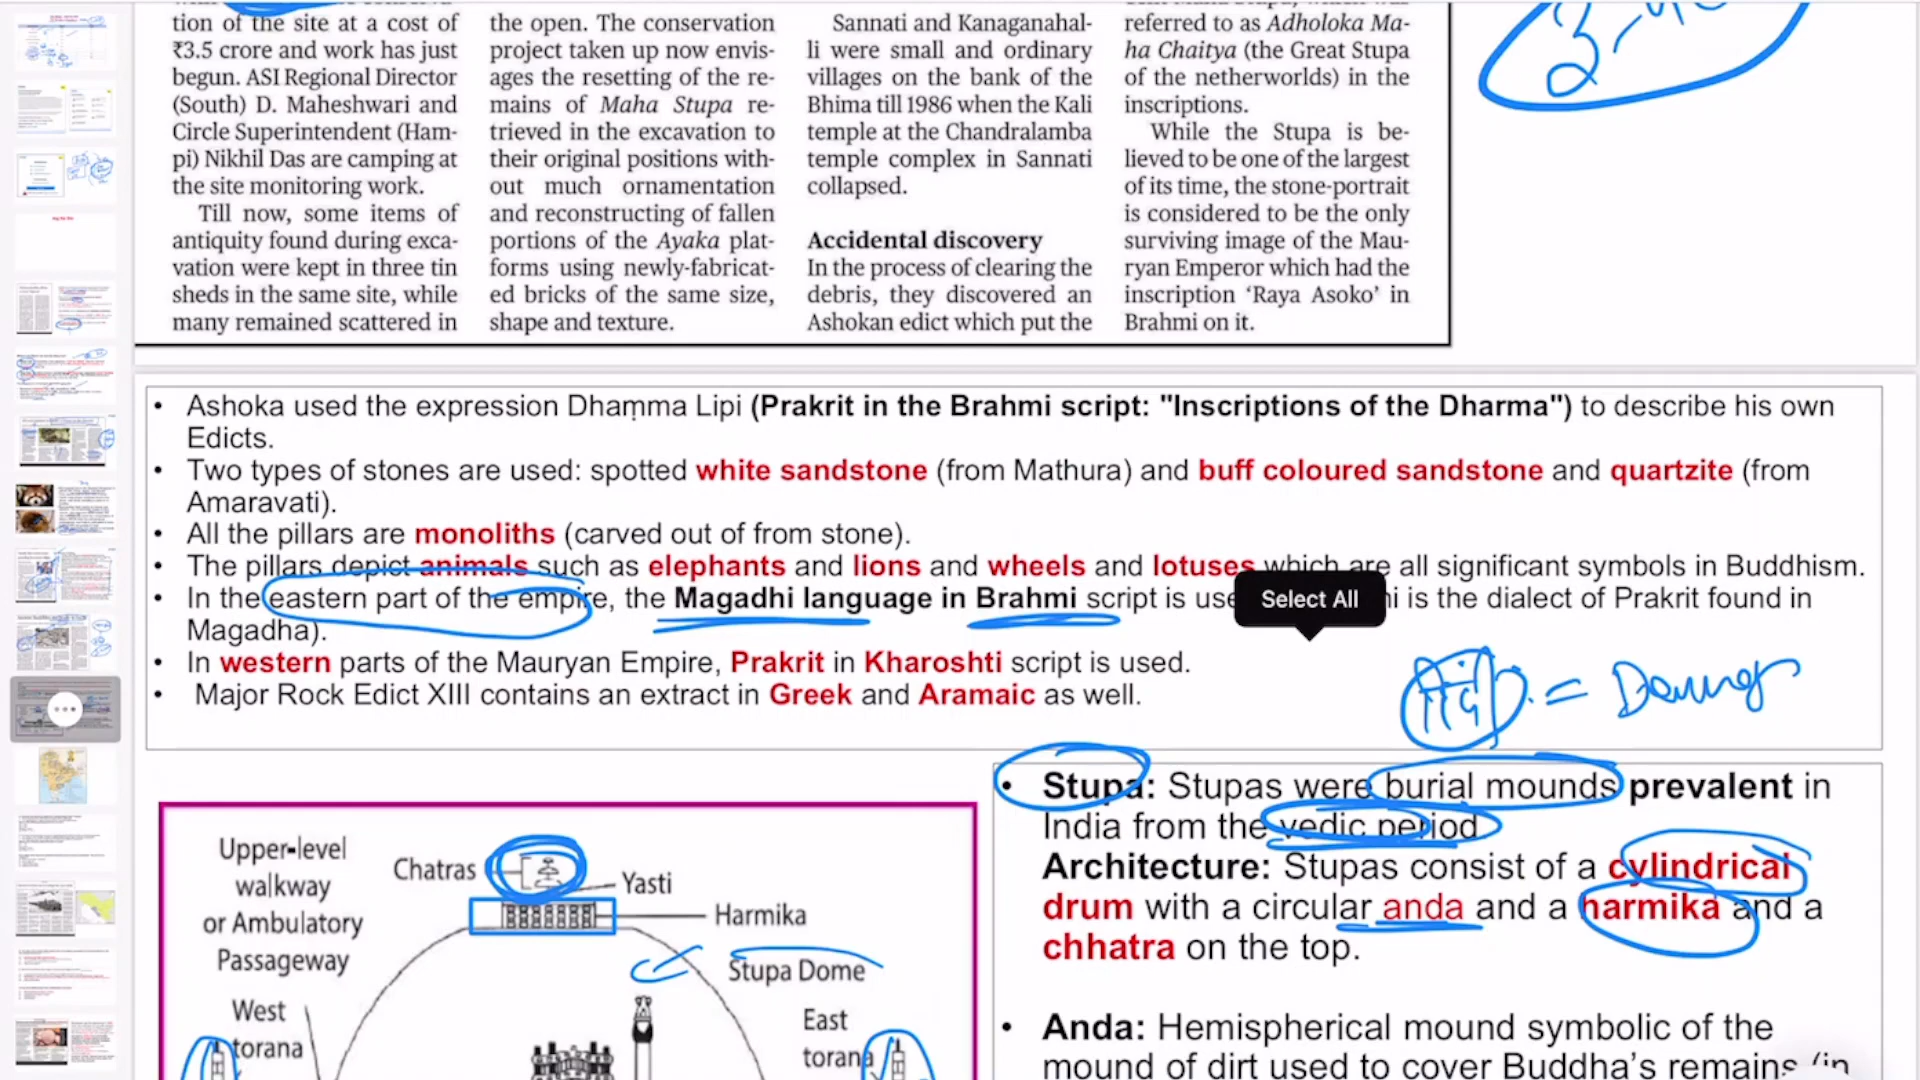 tion of the site at a cost of
₹3.5 crore and work has just
begun. ASI Regional Director
(South) D. Maheshwari and
Circle Superintendent (Ham-
pi) Nikhil Das are camping at
the site monitoring work.
Till now, some items of
antiquity found during exca-
vation were kept in three tin
sheds in the same site, while
many remained scattered in
the open. The conservation
project taken up now envis-
ages the resetting of the re-
mains of Maha Stupa re-
trieved in the excavation to
their original positions with-
out much ornamentation
and reconstructing of fallen
portions of the Ayaka plat-
forms using newly-fabricat-
ed bricks of the same size,
shape and texture.
Sannati and Kanaganahal-
li were small and ordinary
villages on the bank of the
Bhima till 1986 when the Kali
temple at the Chandralamba
temple complex in Sannati
collapsed.
Accidental discovery
In the process of clearing the
debris, they discovered an
Ashokan edict which put the
referred to as Adholoka Ma-
ha Chaitya (the Great Stupa
of the netherworlds) in the
inscriptions.
While the Stupa is be-
lieved to be one of the largest
of its time, the stone-portrait
is considered to be the only
surviving image of the Mau-
ryan Emperor which had the
inscription ‘Raya Asoko’ in
Brahmi on it.
• Ashoka used the expression Dhaṃma Lipi (Prakrit in the Brahmi script: "Inscriptions of the Dharma") to describe his own
Edicts.
• Two types of stones are used: spotted white sandstone (from Mathura) and buff coloured sandstone and quartzite (from
Amaravati).
• All the pillars are monoliths (carved out of from stone).
• The pillars depict animals such as elephants and lions and wheels and lotuses which are all significant symbols in Buddhism.
• In the eastern part of the empire, the Magadhi language in Brahmi script is use Select All hi is the dialect of Prakrit found in
Magadha).
• In western parts of the Mauryan Empire, Prakrit in Kharoshti script is used.
• Major Rock Edict XIII contains an extract in Greek and Aramaic as well.
• Stupa: Stupas were burial mounds prevalent in
India from the vedic period
Architecture: Stupas consist of a cylindrical
drum with a circular anda and a harmika and a
chhatra on the top.
• Anda: Hemispherical mound symbolic of the
mound of dirt used to cover Buddha’s remains (in
Upper-level
walkway
or Ambulatory
Passageway
Chatras
Yasti
Harmika
Stupa Dome
West
torana
East
torana